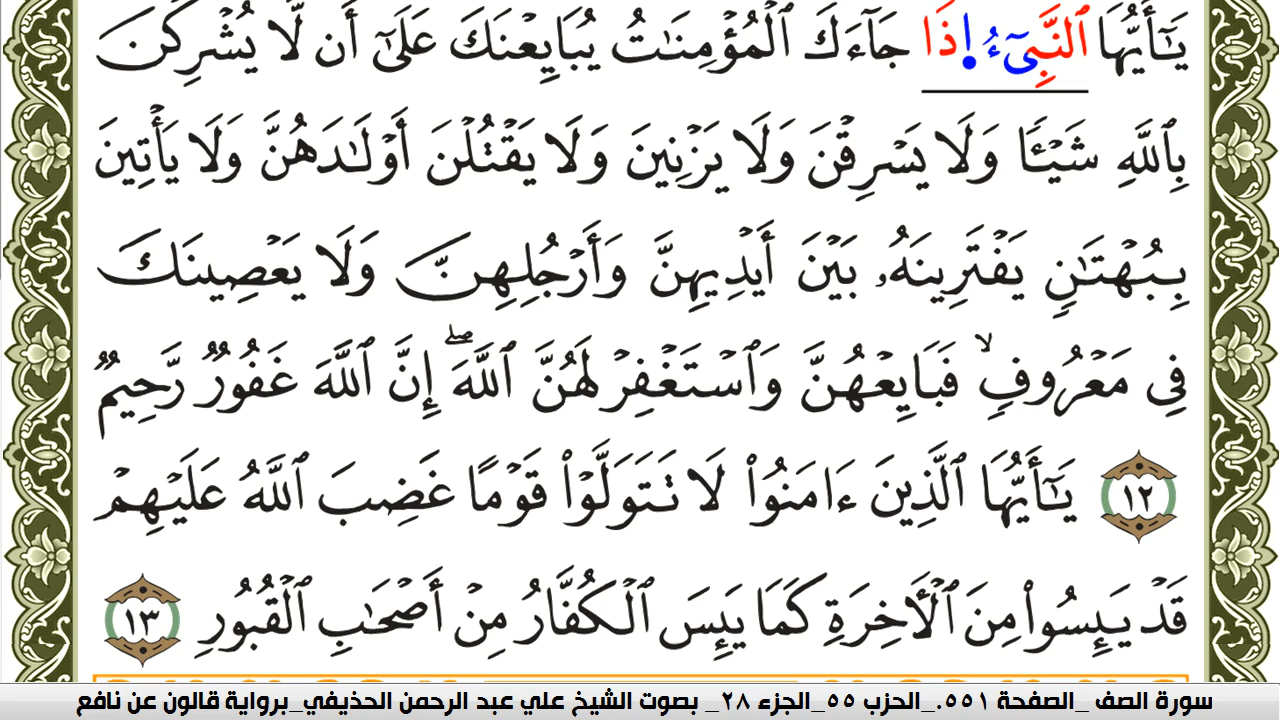 يَـٰٓأَيُّهَا ٱلنَّبِىٓءُ ا۪ذَا جَآءَكَ ٱلْمُؤْمِنَـٰتُ يُبَايِعْنَكَ عَلَىٰٓ أَن لَّا يُشْرِكْنَ
بِٱللَّهِ شَيْـًٔا وَلَا يَسْرِقْنَ وَلَا يَزْنِينَ وَلَا يَقْتُلْنَ أَوْلَـٰدَهُنَّ وَلَا يَأْتِينَ
بِبُهْتَـٰنٍ يَفْتَرِينَهُۥ بَيْنَ أَيْدِيهِنَّ وَأَرْجُلِهِنَّ وَلَا يَعْصِينَكَ
فِى مَعْرُوفٍ ۙ فَبَايِعْهُنَّ وَٱسْتَغْفِرْ لَهُنَّ ٱللَّهَ ۖ إِنَّ ٱللَّهَ غَفُورٌ رَّحِيمٌ
١٢ يَـٰٓأَيُّهَا ٱلَّذِينَ ءَامَنُوا۟ لَا تَتَوَلَّوْا۟ قَوْمًا غَضِبَ ٱللَّهُ عَلَيْهِمْ
قَدْ يَئِسُوا۟ مِنَ ٱلْأَخِرَةِ كَمَا يَئِسَ ٱلْكُفَّارُ مِنْ أَصْحَـٰبِ ٱلْقُبُورِ ١٣
سورة الصف _الصفحة ٥٥١._الحزب ٥٥_الجزء ٢٨_ بصوت الشيخ علي عبد الرحمن الحذيفي_برواية قالون عن نافع